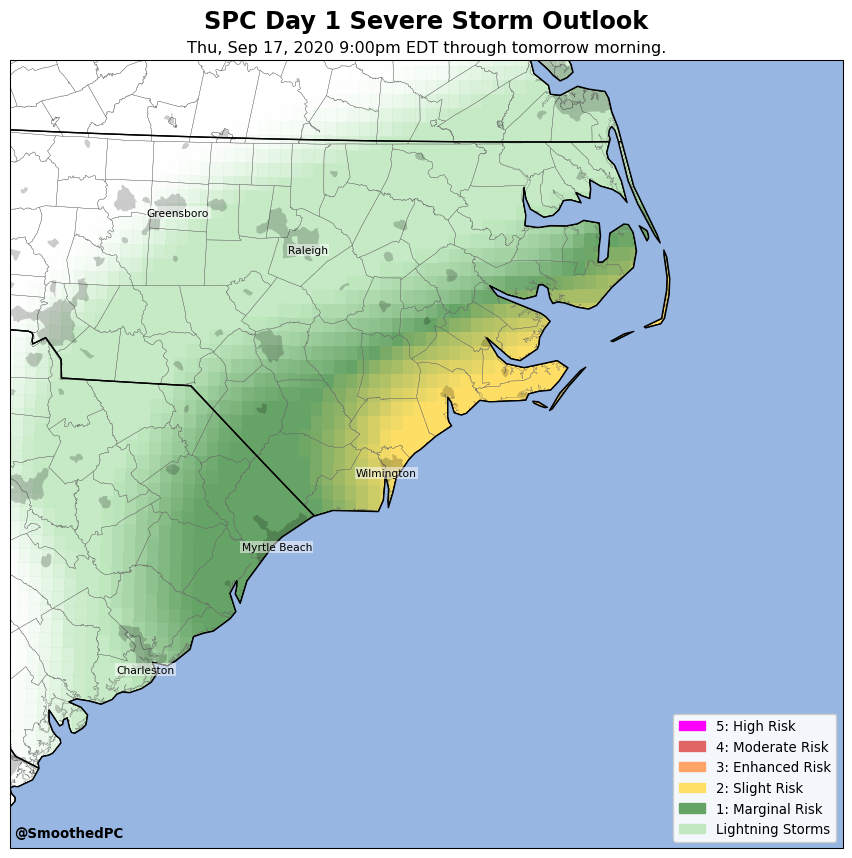 SPC Day 1 Severe Storm Outlook
Thu, Sep 17, 2020 9:00pm EDT through tomorrow morning.
Greensboro
Raleigh
Wilmington
Myrtle Beach
Charleston
5: High Risk
4: Moderate Risk
3: Enhanced Risk
2: Slight Risk
1: Marginal Risk
Lightning Storms
@SmoothedPC